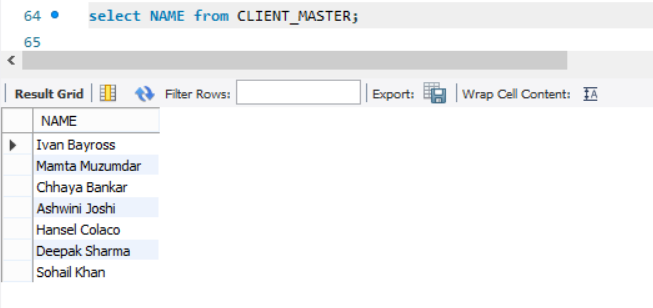 64 select NAME from CLIENT_MASTER;
65
Result Grid Filter Rows: Export: Wrap Cell Content: IA
NAME
Ivan Bayross
Mamta Muzumdar
Chhaya Bankar
Ashwini Joshi
Hansel Colaco
Deepak Sharma
Sohail Khan